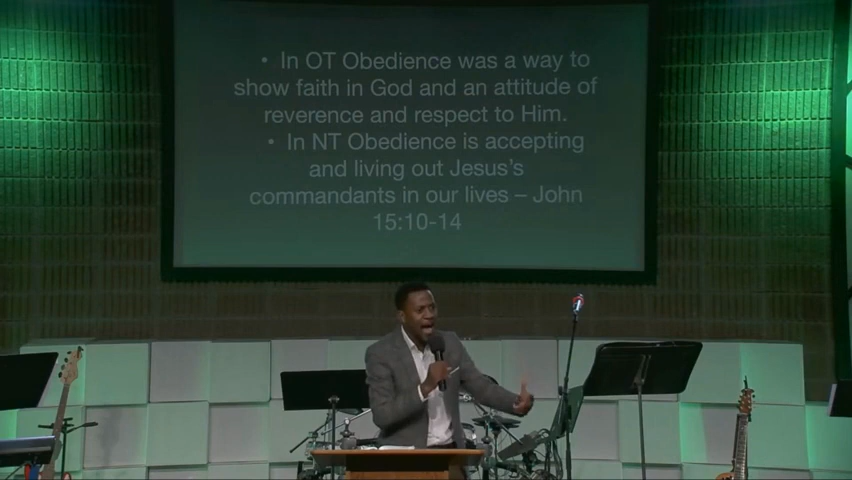 • In OT Obedience was a way to
show faith in God and an attitude of
reverence and respect to Him.
• In NT Obedience is accepting
and living out Jesus's
commandants in our lives – John
15:10-14